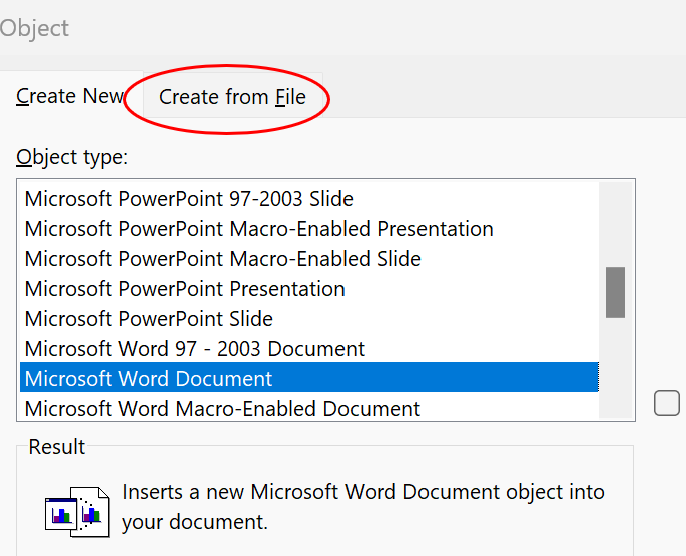 Object
Create New
Create from File
Object type:
Microsoft PowerPoint 97-2003 Slide
Microsoft PowerPoint Macro-Enabled Presentation
Microsoft PowerPoint Macro-Enabled Slide
Microsoft PowerPoint Presentation
Microsoft PowerPoint Slide
Microsoft Word 97 - 2003 Document
Microsoft Word Document
Microsoft Word Macro-Enabled Document
Result
Inserts a new Microsoft Word Document object into
your document.